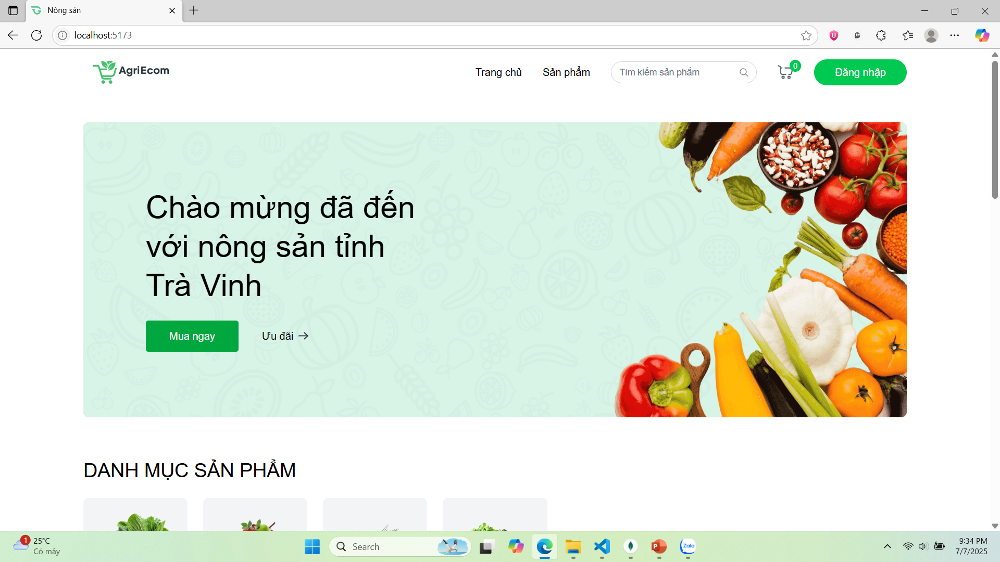 Nông sản
localhost:5173
AgriEcom
Trang chủ
Sản phẩm
Tìm kiếm sản phẩm
0
Đăng nhập
Chào mừng đã đến
với nông sản tỉnh
Trà Vinh
Mua ngay
Ưu đãi
DANH MỤC SẢN PHẨM
1
25°C
Có mây
Search
Zalo
9:34 PM
7/7/2025